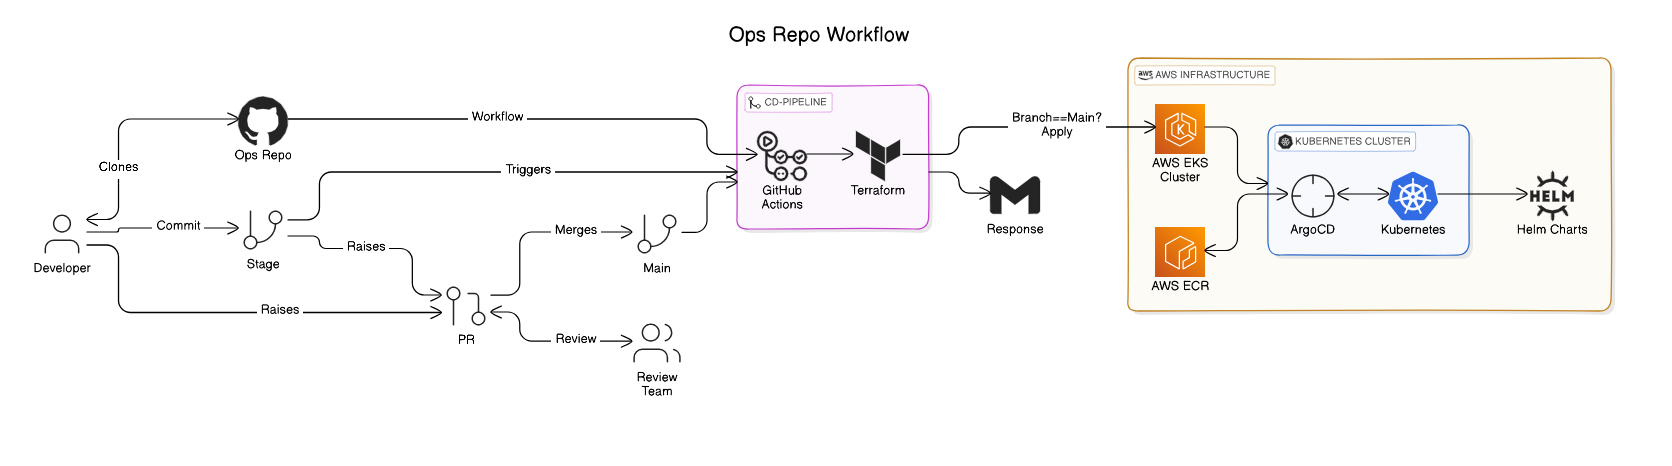 Ops Repo Workflow
aws AWS INFRASTRUCTURE
CD-PIPELINE
Workflow
Branch==Main?
Apply
Ops Repo
Clones
AWS EKS
Cluster
KUBERNETES CLUSTER
Triggers
GitHub
Actions
Terraform
Response
Developer
Commit
Stage
Raises
Merges
Main
ArgoCD
Kubernetes
HELM
Helm Charts
AWS ECR
Raises
PR
Review
Review
Team